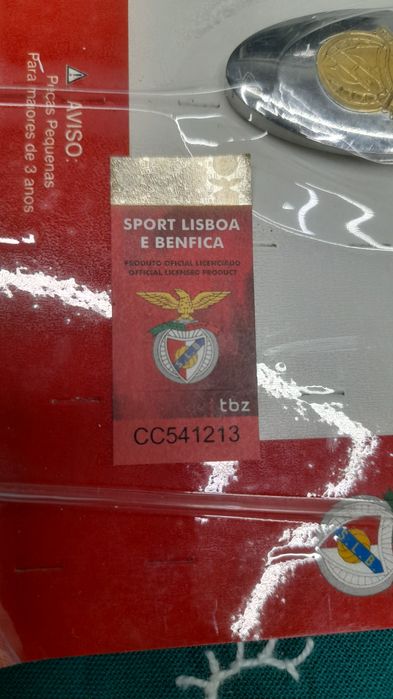 AVISO:
Peças Pequenas
Para maiores de 3 anos
SPORT LISBOA
E BENFICA
PRODUTO OFICIAL LICENCIADO
OFFICIAL LICENSED PRODUCT
S L B
tbz
CC541213
S. L. B.